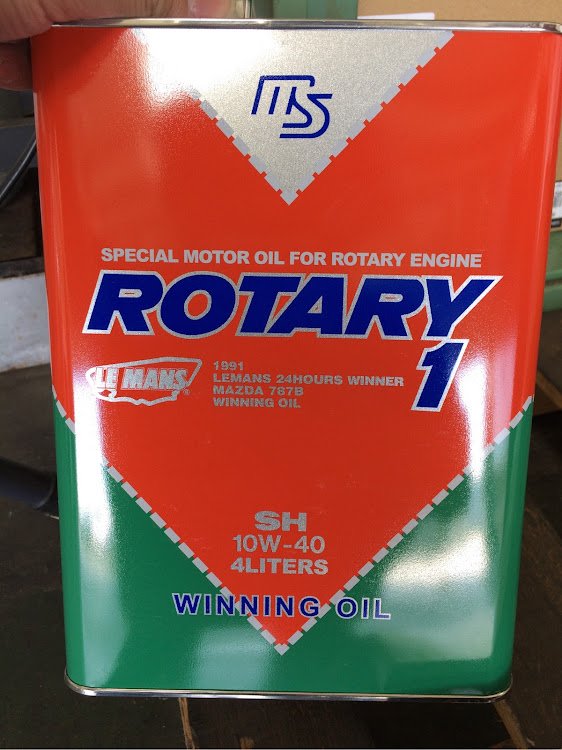 MS
SPECIAL MOTOR OIL FOR ROTARY ENGINE
ROTARY
1
LE MANS®
1991
LEMANS 24HOURS WINNER
MAZDA 787B
WINNING OIL
SH
10W-40
4LITERS
WINNING OIL